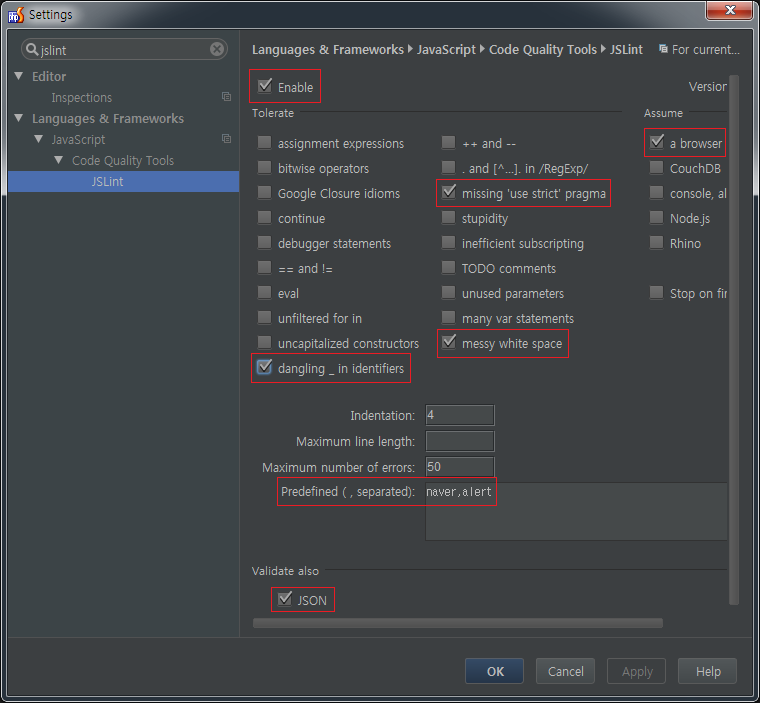 php
Settings
jslint
Editor
Inspections
Languages & Frameworks
JavaScript
Code Quality Tools
JSLint
Languages & Frameworks JavaScript Code Quality Tools JSLint For current...
Enable
Version
Tolerate
Assume
assignment expressions
++ and --
a browser
bitwise operators
. and [^...]. in /RegExp/
CouchDB
Google Closure idioms
missing 'use strict' pragma
console, al
continue
stupidity
Node.js
debugger statements
inefficient subscripting
Rhino
== and !=
TODO comments
eval
unused parameters
Stop on fir
unfiltered for in
many var statements
uncapitalized constructors
messy white space
dangling _ in identifiers
Indentation: 4
Maximum line length:
Maximum number of errors: 50
Predefined ( , separated): naver,alert
Validate also
JSON
OK
Cancel
Apply
Help